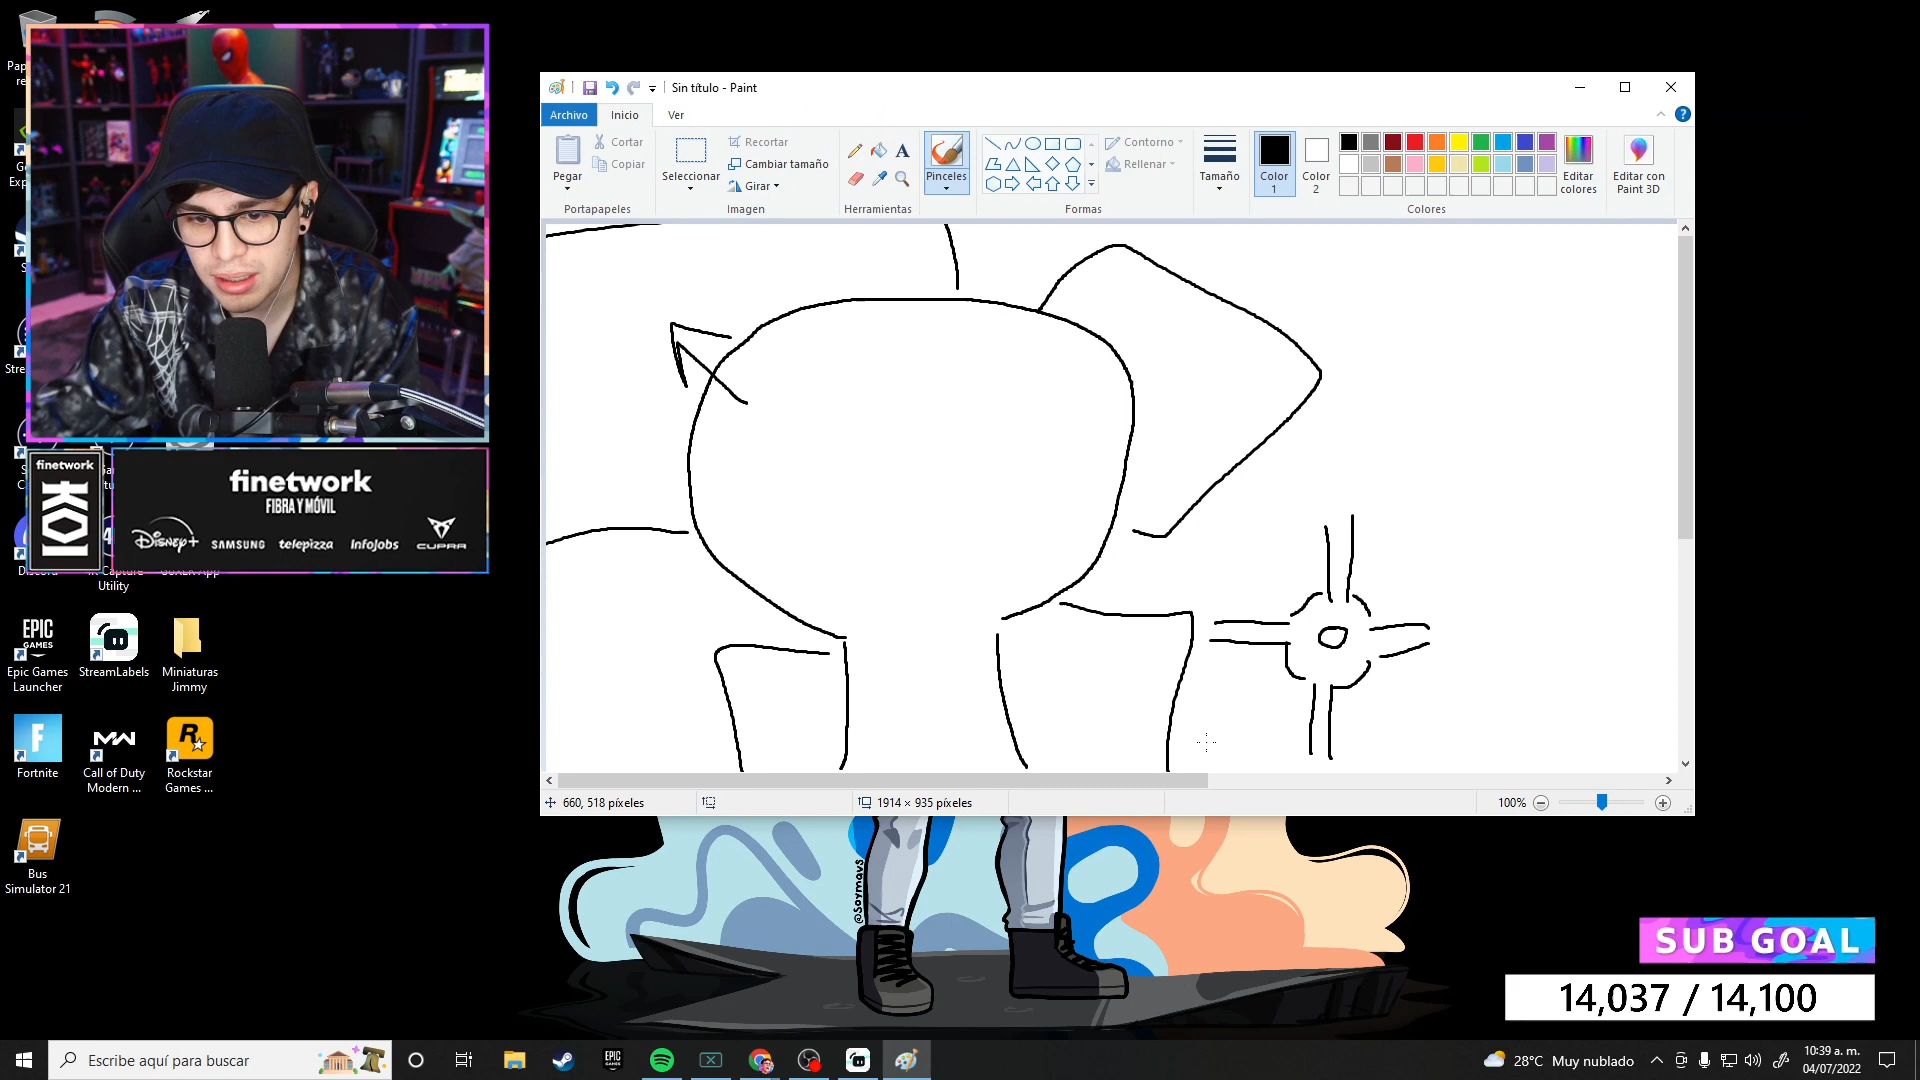 Sin título - Paint
Archivo
Inicio
Ver
Pegar
Cortar
Copiar
Portapapeles
Seleccionar
Recortar
Cambiar tamaño
Girar
Imagen
A
Herramientas
Pinceles
Formas
Contorno
Rellenar
Tamaño
Color 1
Color 2
Colores
Editar colores
Editar con Paint 3D
finetwork
KOI
finetwork
FIBRA Y MÓVIL
Disney+
SAMSUNG
telepizza
InfoJobs
CUPRA
Utility
Epic Games
Launcher
StreamLabels
Miniaturas
Jimmy
EPIC
GAMES
Fortnite
Call of Duty
Modern ...
Rockstar
Games ...
Bus
Simulator 21
660, 518 píxeles
1914 × 935 píxeles
100%
@Saymavs
SUB GOAL
14,037 / 14,100
Escribe aquí para buscar
28°C Muy nublado
10:39 a. m.
04/07/2022